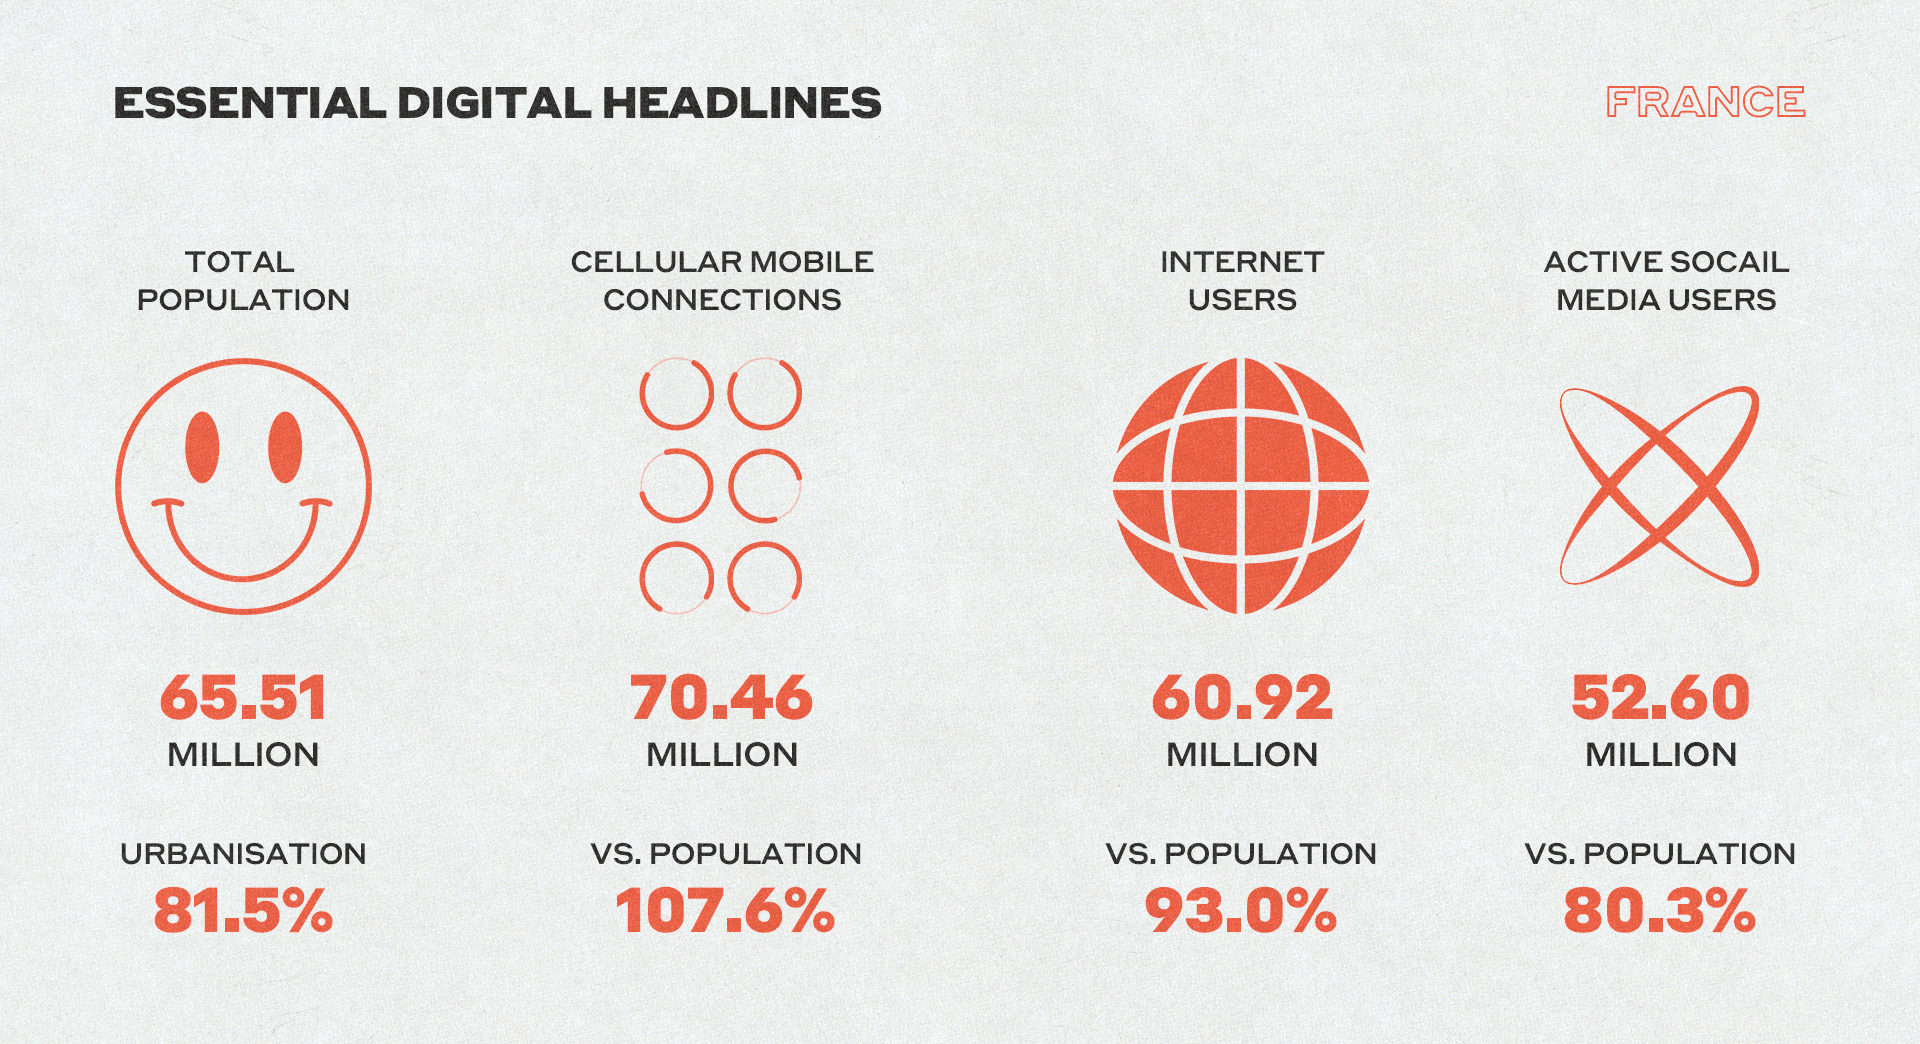 ESSENTIAL DIGITAL HEADLINES
FRANCE
TOTAL
POPULATION
65.51
MILLION
URBANISATION
81.5%
CELLULAR MOBILE
CONNECTIONS
70.46
MILLION
VS. POPULATION
107.6%
INTERNET
USERS
60.92
MILLION
VS. POPULATION
93.0%
ACTIVE SOCAIL
MEDIA USERS
52.60
MILLION
VS. POPULATION
80.3%